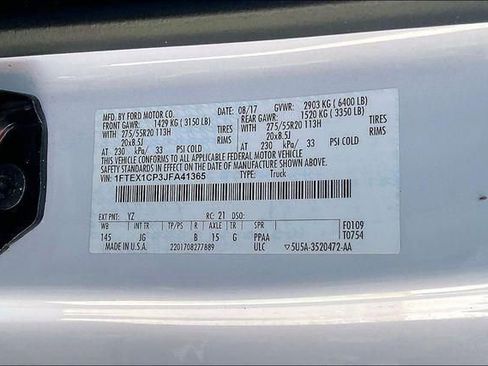 MFD. BY FORD MOTOR CO. 08/17 GVWR: 2903 KG ( 6400 LB)
FRONT GAWR: 1429 KG ( 3150 LB) REAR GAWR: 1520 KG ( 3350 LB)
WITH 275/55R20 113H TIRES WITH 275/55R20 113H TIRES
20x8.5J RIMS 20x8.5J RIMS
AT 230 kPa/ 33 PSI COLD AT 230 kPa/ 33 PSI COLD
THIS VEHICLE CONFORMS TO ALL APPLICABLE FEDERAL MOTOR VEHICLE
SAFETY STANDARDS IN EFFECT ON THE DATE OF MANUFACTURE SHOWN ABOVE.
VIN: 1FTEX1CP3JFA41365 TYPE: Truck
EXT PNT: YZ RC: 21 DSO:
WB INT TR TP/PS R AXLE TR SPR F0109
145 JG B 15 G PPAA T0754
MADE IN U.S.A. 2201708277889 ULC 5U5A-3520472-AA